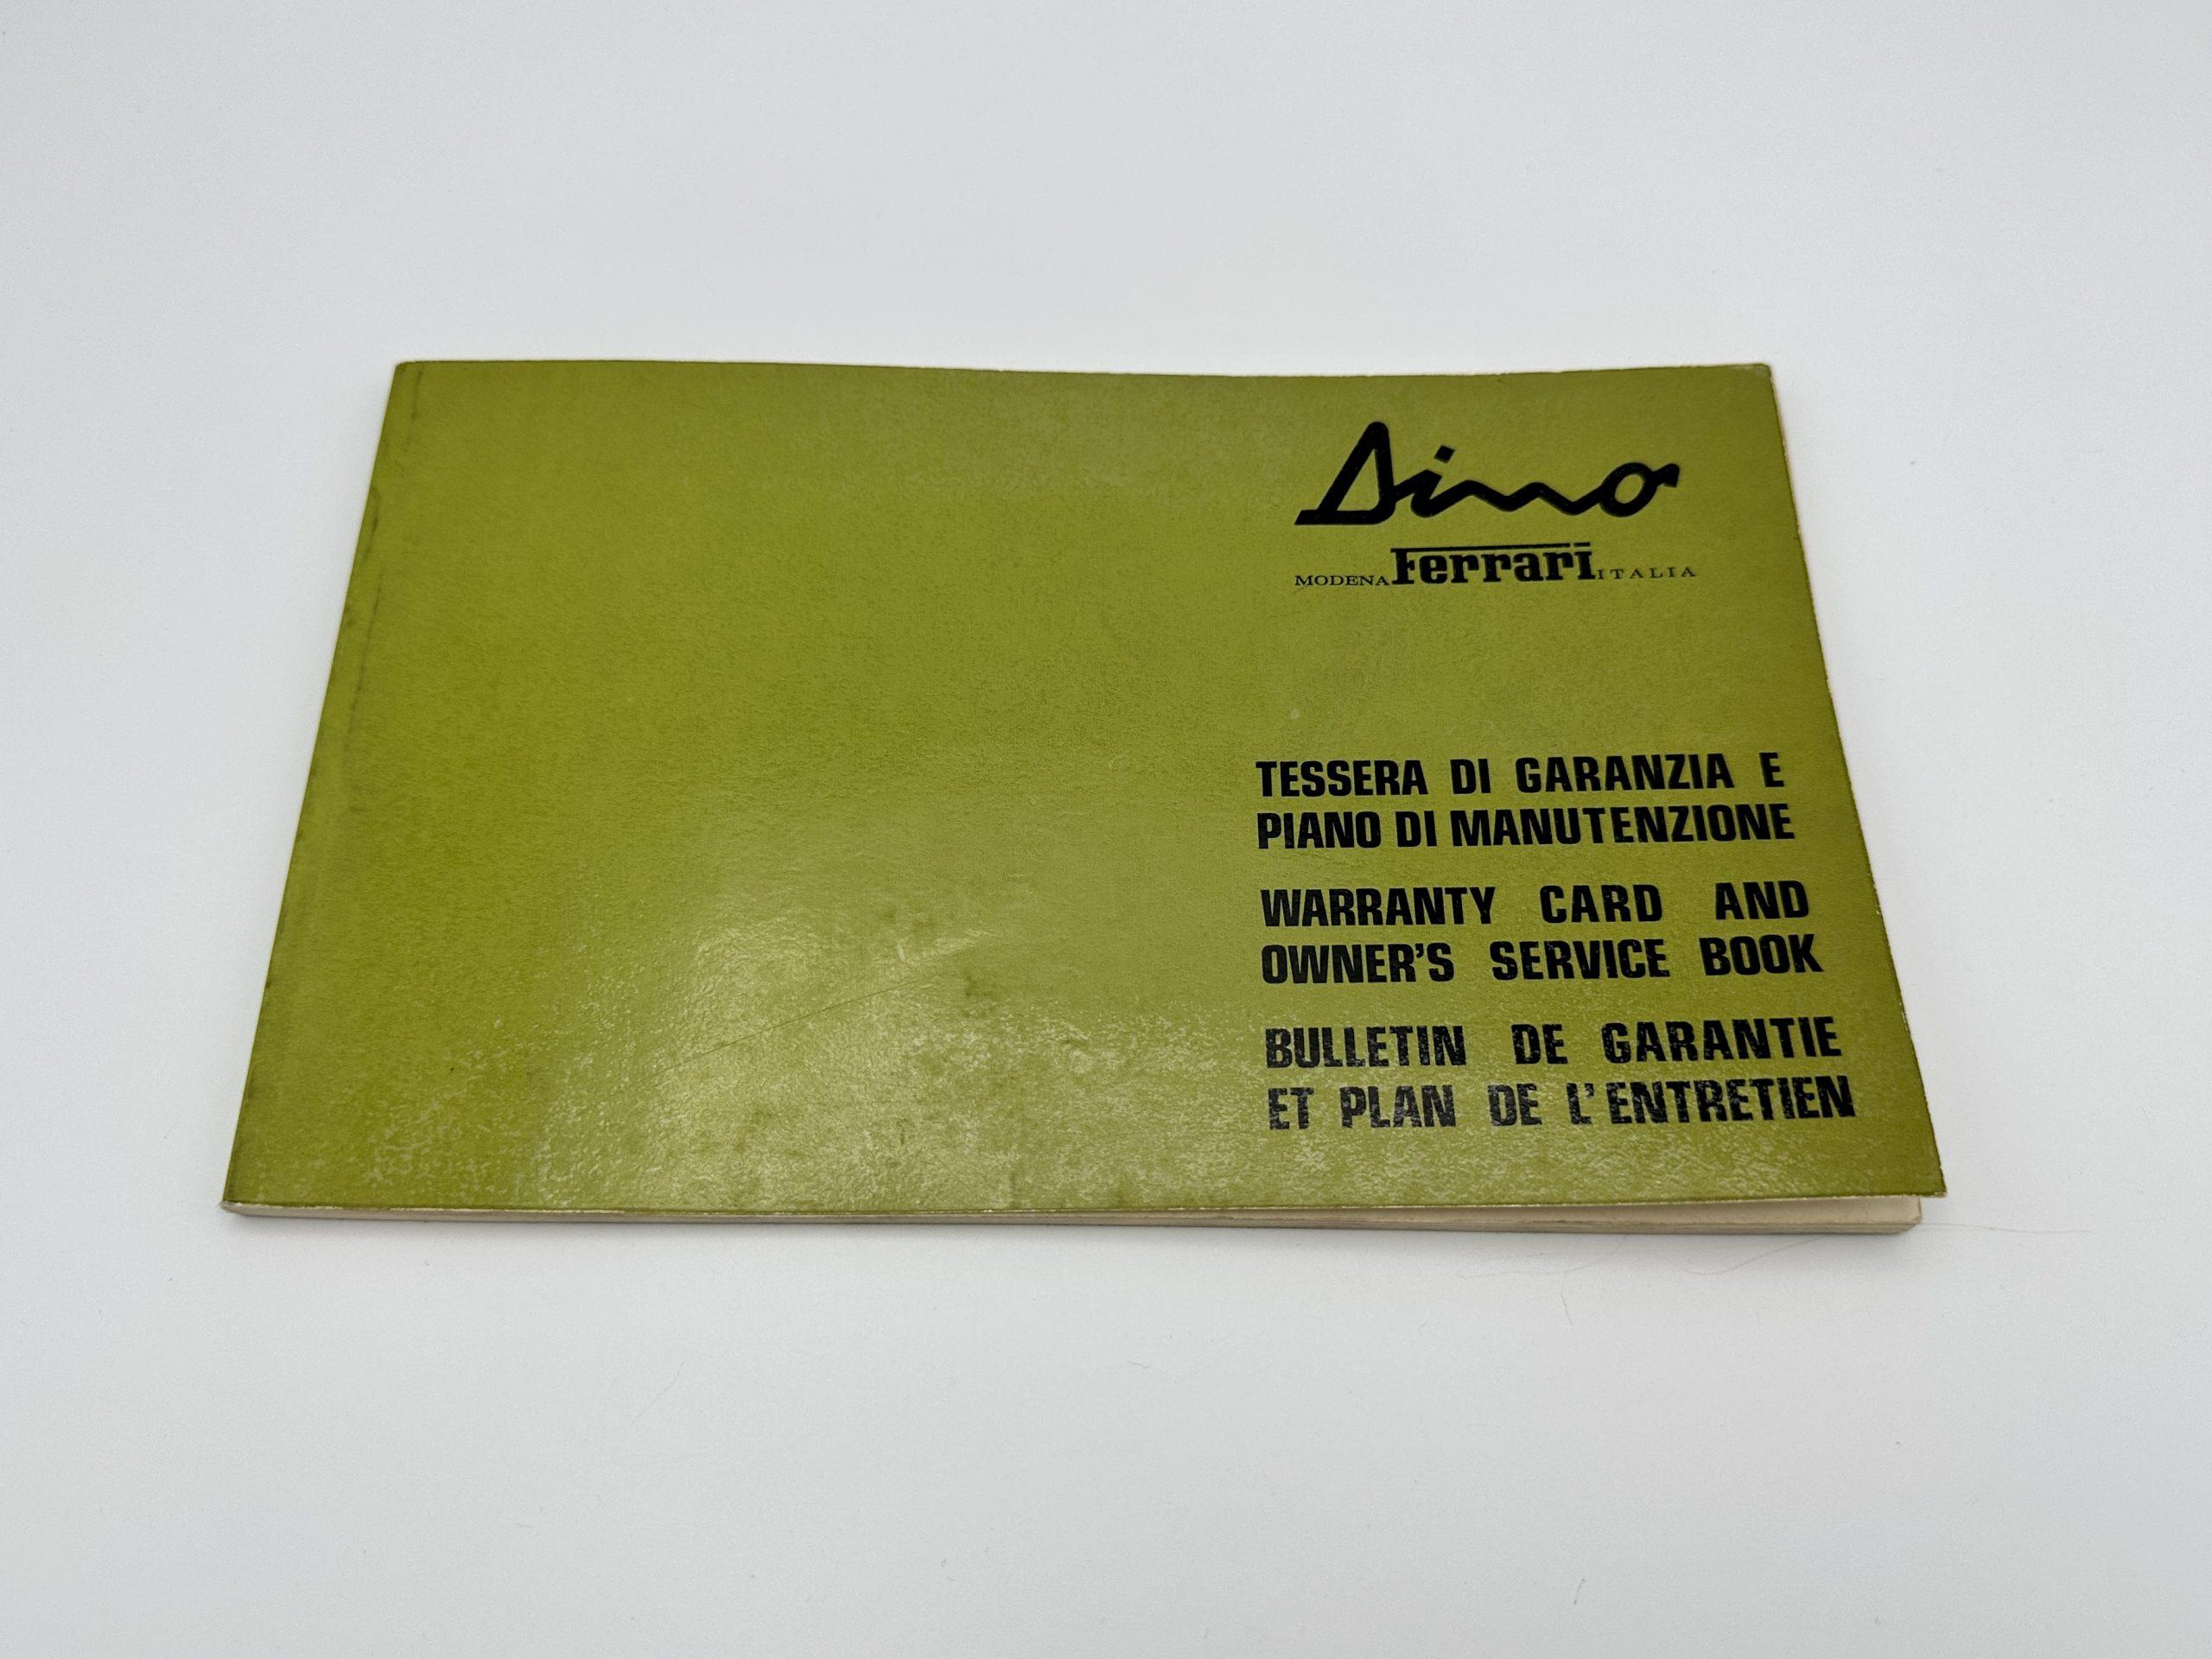 Dino
MODENA Ferrari ITALIA
TESSERA DI GARANZIA E
PIANO DI MANUTENZIONE
WARRANTY CARD AND
OWNER'S SERVICE BOOK
BULLETIN DE GARANTIE
ET PLAN DE L'ENTRETIEN